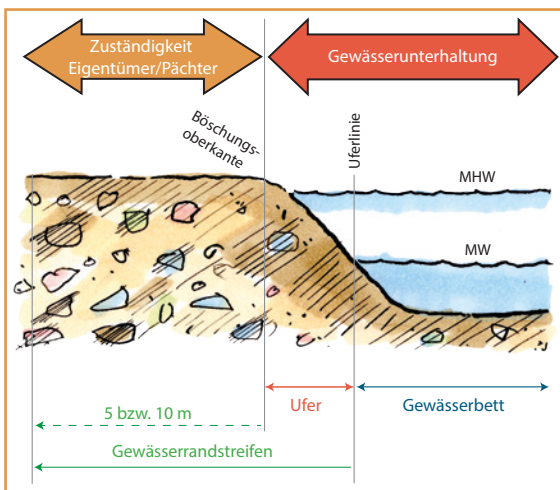 Zuständigkeit
Eigentümer/Pächter
Gewässerunterhaltung
Böschungs-
oberkante
Uferlinie
MHW
MW
5 bzw. 10 m
Ufer
Gewässerbett
Gewässerrandstreifen